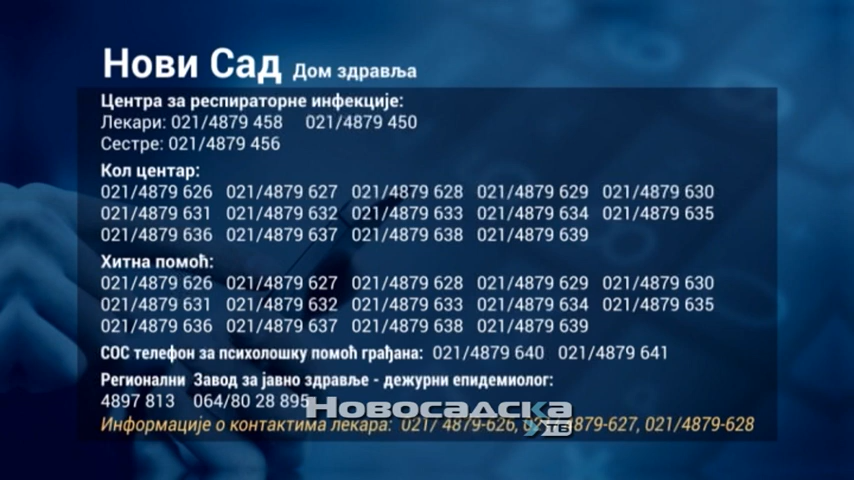 Нови Сад Дом здравља
Центра за респираторне инфекције:
Лекари: 021/4879 458 021/4879 450
Сестре: 021/4879 456
Кол центар:
021/4879 626 021/4879 627 021/4879 628 021/4879 629 021/4879 630
021/4879 631 021/4879 632 021/4879 633 021/4879 634 021/4879 635
021/4879 636 021/4879 637 021/4879 638 021/4879 639
Хитна помоћ:
021/4879 626 021/4879 627 021/4879 628 021/4879 629 021/4879 630
021/4879 631 021/4879 632 021/4879 633 021/4879 634 021/4879 635
021/4879 636 021/4879 637 021/4879 638 021/4879 639
СОС телефон за психолошку помоћ грађана: 021/4879 640 021/4879 641
Регионални Завод за јавно здравље - дежурни епидемиолог:
4897 813 064/80 28 895
Новосадска
ТВ
Информације о контактима лекара: 021/ 4879-626, 021/4879-627, 021/4879-628